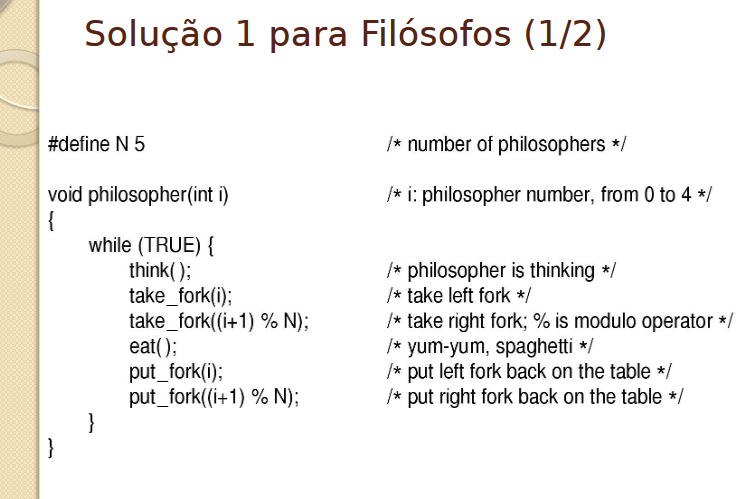 Solução 1 para Filósofos (1/2)
#define N 5 /* number of philosophers */
void philosopher(int i) /* i: philosopher number, from 0 to 4 */
{
while (TRUE) {
think( ); /* philosopher is thinking */
take_fork(i); /* take left fork */
take_fork((i+1) % N); /* take right fork; % is modulo operator */
eat( ); /* yum-yum, spaghetti */
put_fork(i); /* put left fork back on the table */
put_fork((i+1) % N); /* put right fork back on the table */
}
}